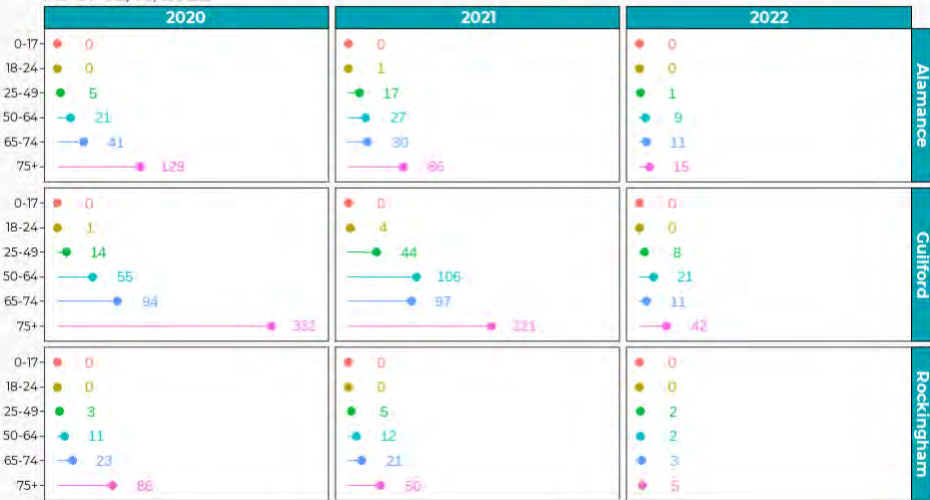 2020 2021 2022
0-17 0 0 0
18-24 0 1 0
25-49 5 17 1
50-64 21 27 9
65-74 41 30 11
75+ 129 86 15
Alamance
0-17 0 0 0
18-24 1 4 0
25-49 14 44 8
50-64 55 106 21
65-74 94 97 11
75+ 332 221 42
Guilford
0-17 0 0 0
18-24 0 0 0
25-49 3 5 2
50-64 11 12 2
65-74 23 21 3
75+ 86 50 5
Rockingham